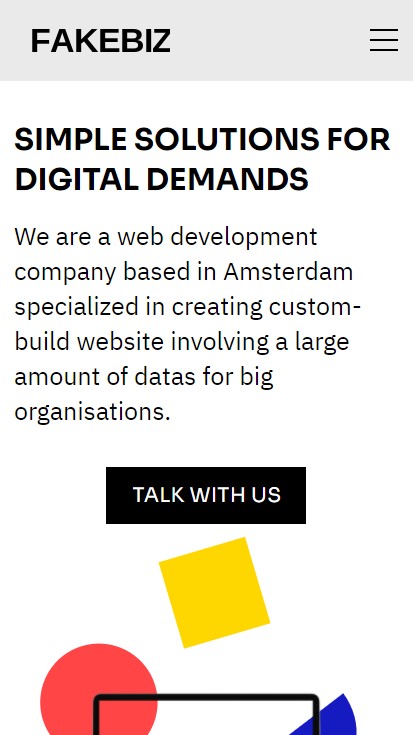 FAKEBIZ
SIMPLE SOLUTIONS FOR
DIGITAL DEMANDS
We are a web development
company based in Amsterdam
specialized in creating custom-
build website involving a large
amount of datas for big
organisations.
TALK WITH US